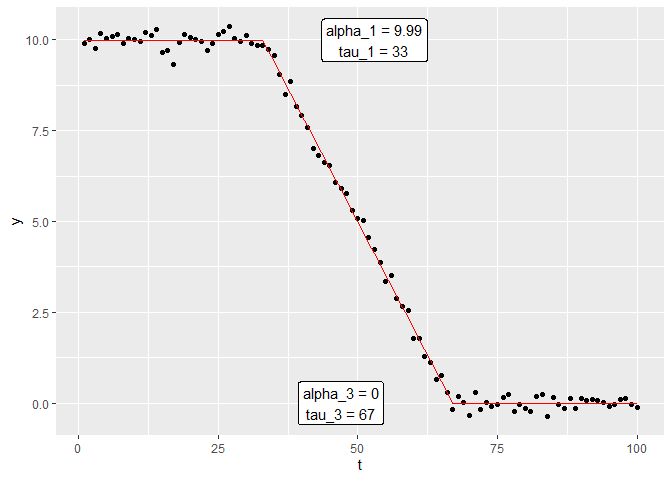 10.0
7.5
5.0
2.5
0.0
y
alpha_1 = 9.99
tau_1 = 33
alpha_3 = 0
tau_3 = 67
0 25 50 75 100
t